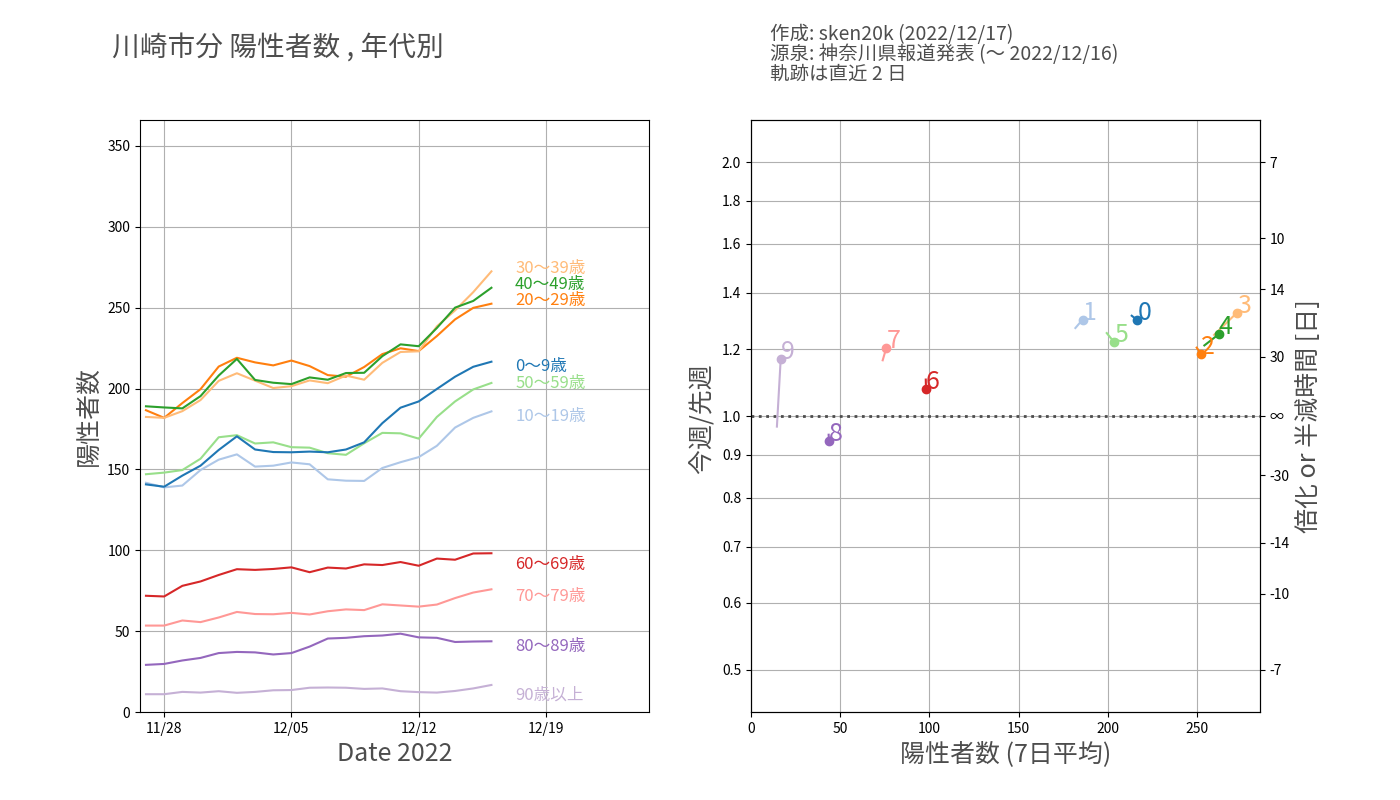 川崎市分 陽性者数 , 年代別
作成: sken20k (2022/12/17)
源泉: 神奈川県報道発表 (〜 2022/12/16)
軌跡は直近 2 日
陽性者数
350
300
250
200
150
100
50
0
30〜39歳
40〜49歳
20〜29歳
0〜9歳
50〜59歳
10〜19歳
60〜69歳
70〜79歳
80〜89歳
90歳以上
11/28
12/05
12/12
12/19
Date 2022
今週/先週
2.0
1.8
1.6
1.4
1.2
1.0
0.9
0.8
0.7
0.6
0.5
3
1
0
4
5
2
7
9
6
8
7
10
14
30
∞
-30
-14
-10
-7
倍化 or 半減時間 [日]
0
50
100
150
200
250
陽性者数 (7日平均)